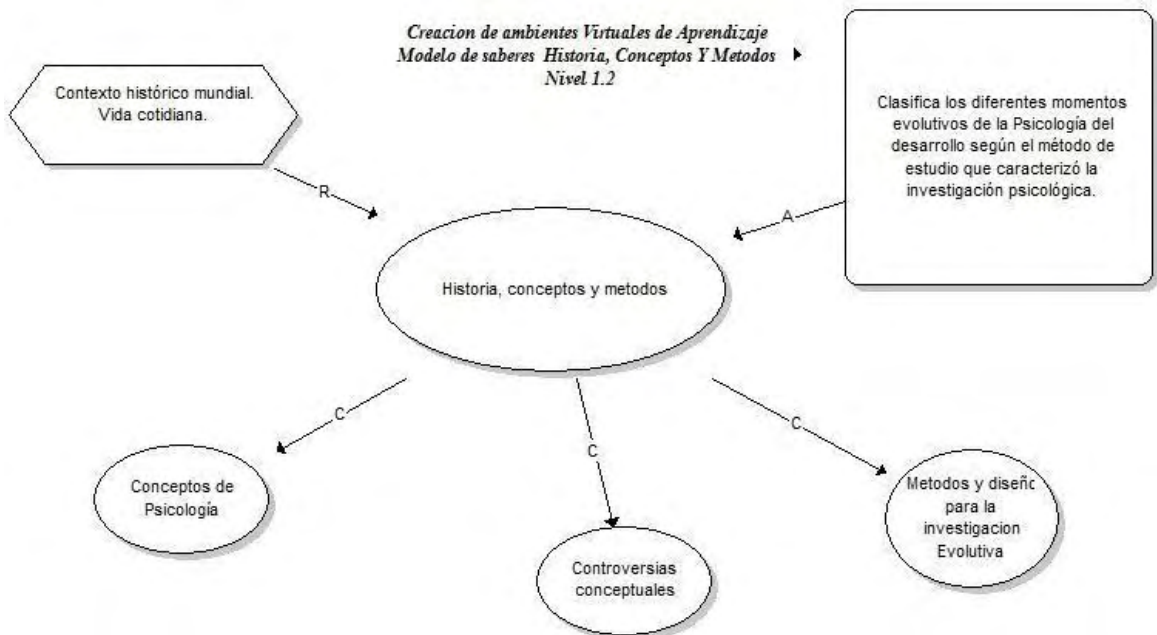 Creacion de ambientes Virtuales de Aprendizaje
Modelo de saberes Historia, Conceptos Y Metodos
Nivel 1.2
Contexto histórico mundial.
Vida cotidiana.
Clasifica los diferentes momentos
evolutivos de la Psicología del
desarrollo según el método de
estudio que caracterizó la
investigación psicológica.
R
A
Historia, conceptos y metodos
C
C
C
Conceptos de
Psicología
Controversias
conceptuales
Metodos y diseño
para la
investigacion
Evolutiva